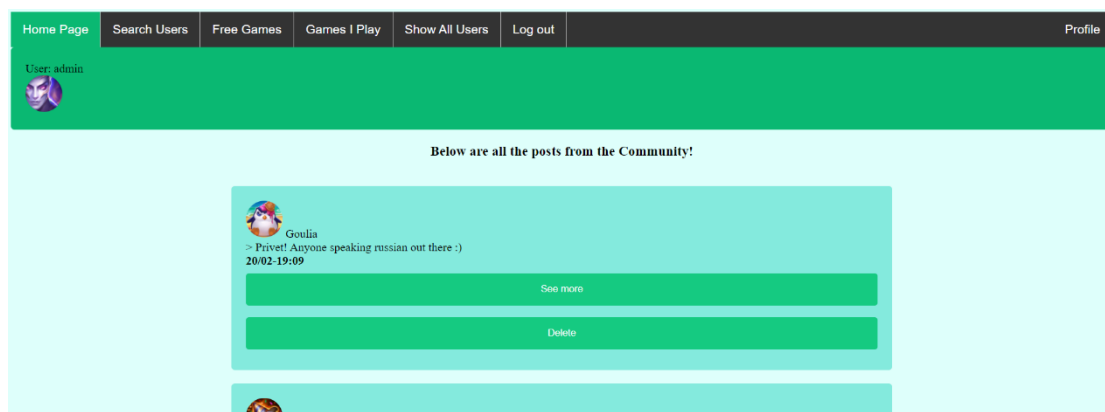 Home Page Search Users Free Games Games I Play Show All Users Log out Profile
User: admin
Below are all the posts from the Community!
Goulia
> Privet! Anyone speaking russian out there :)
20/02-19:09
See more
Delete